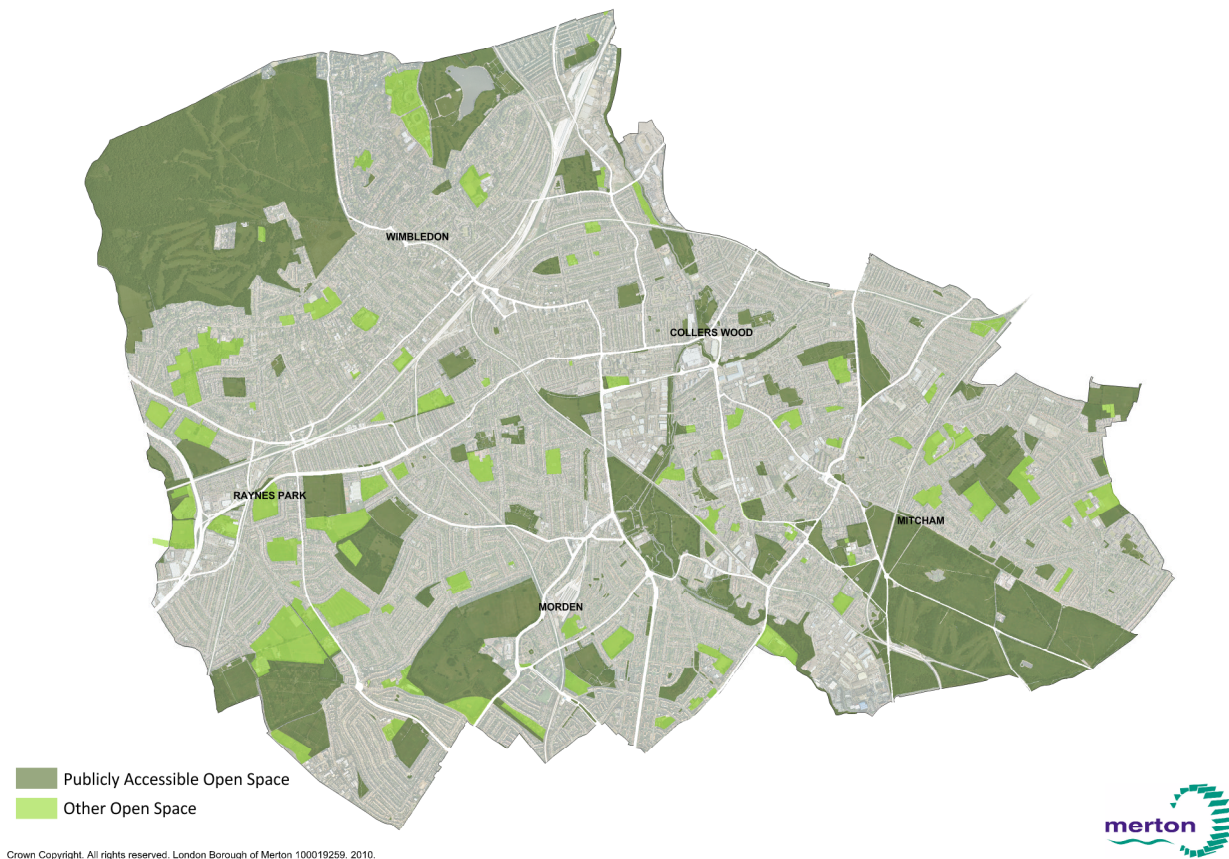 WIMBLEDON
COLLERS WOOD
RAYNES PARK
MITCHAM
MORDEN
Publicly Accessible Open Space
Other Open Space
merton
Crown Copyright. All rights reserved. London Borough of Merton 100019259. 2010.